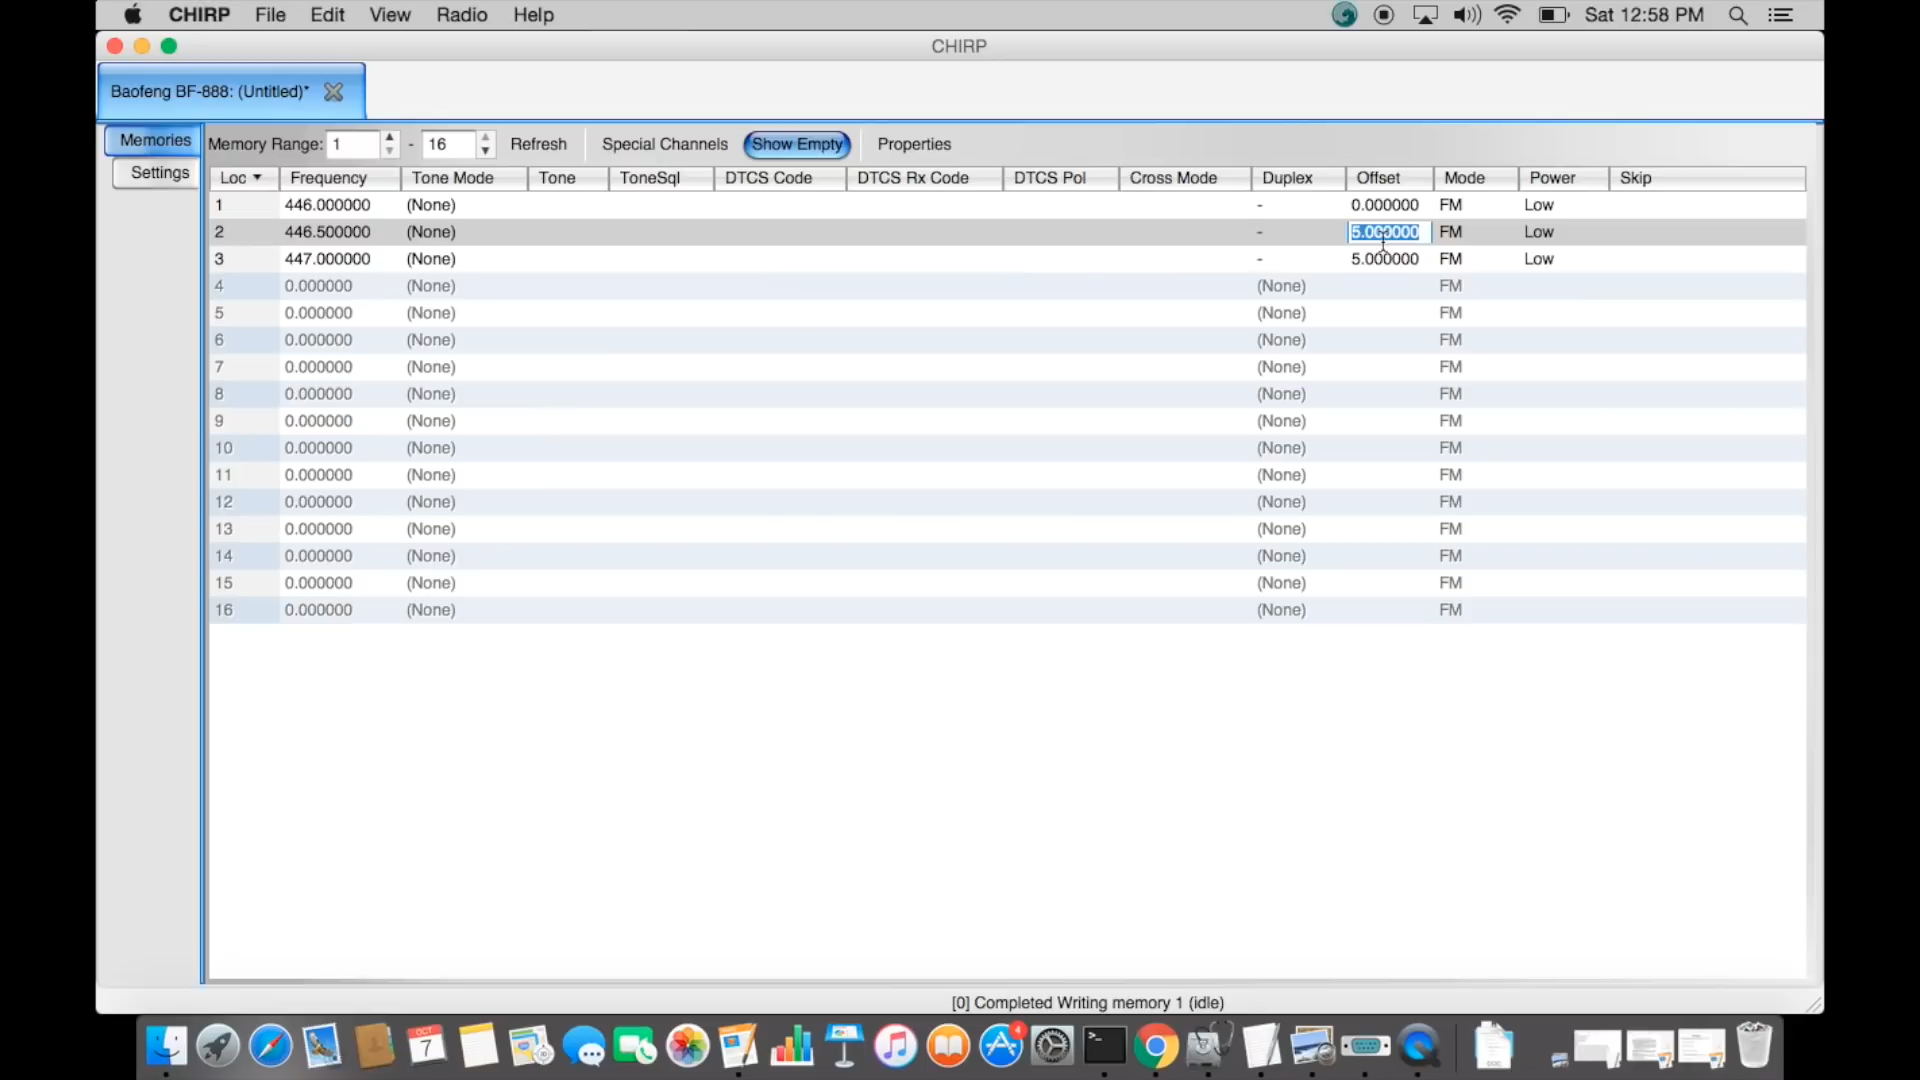 CHIRP File Edit View Radio Help Sat 12:58 PM
CHIRP
Baofeng BF-888: (Untitled)*
Memories Memory Range: 1 - 16 Refresh Special Channels Show Empty Properties
Settings Loc Frequency Tone Mode Tone ToneSql DTCS Code DTCS Rx Code DTCS Pol Cross Mode Duplex Offset Mode Power Skip
1 446.000000 (None) - 0.000000 FM Low
2 446.500000 (None) - 5.000000 FM Low
3 447.000000 (None) - 5.000000 FM Low
4 0.000000 (None) (None) FM
5 0.000000 (None) (None) FM
6 0.000000 (None) (None) FM
7 0.000000 (None) (None) FM
8 0.000000 (None) (None) FM
9 0.000000 (None) (None) FM
10 0.000000 (None) (None) FM
11 0.000000 (None) (None) FM
12 0.000000 (None) (None) FM
13 0.000000 (None) (None) FM
14 0.000000 (None) (None) FM
15 0.000000 (None) (None) FM
16 0.000000 (None) (None) FM
[0] Completed Writing memory 1 (idle)
OCT
7
4